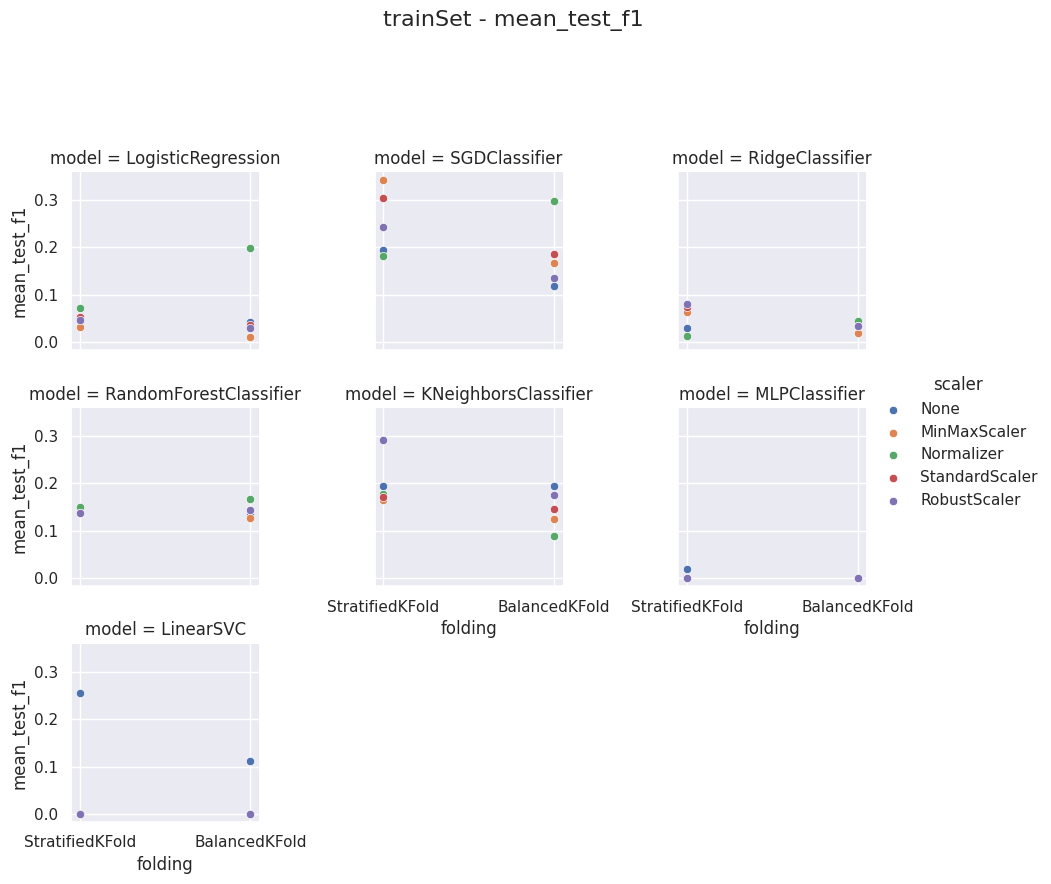 trainSet - mean_test_f1
model = LogisticRegression
model = SGDClassifier
model = RidgeClassifier
0.3
0.2
0.1
0.0
mean_test_f1
model = RandomForestClassifier
model = KNeighborsClassifier
model = MLPClassifier
0.3
0.2
0.1
0.0
mean_test_f1
StratifiedKFold
BalancedKFold
folding
StratifiedKFold
BalancedKFold
folding
scaler
None
MinMaxScaler
Normalizer
StandardScaler
RobustScaler
model = LinearSVC
0.3
0.2
0.1
0.0
mean_test_f1
StratifiedKFold
BalancedKFold
folding